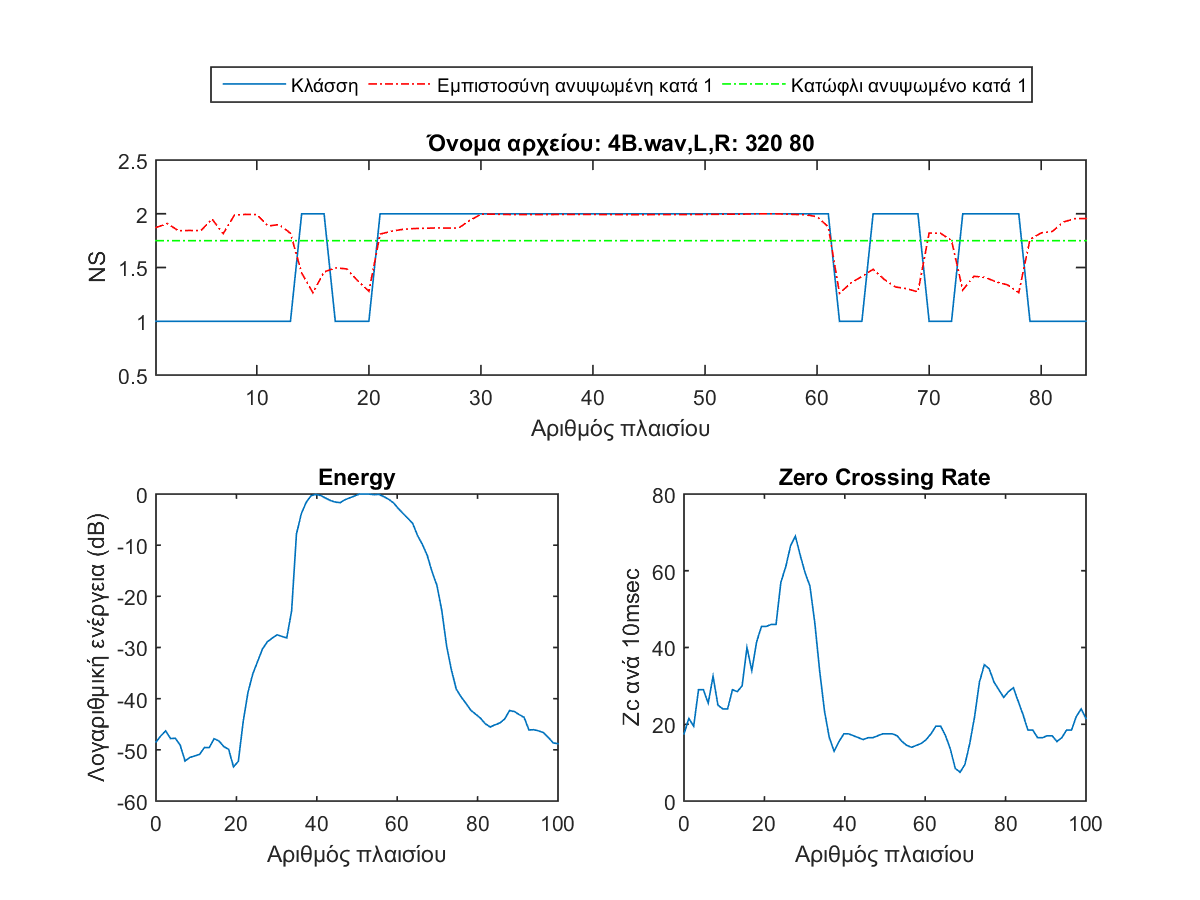 Κλάσση Εμπιστοσύνη ανυψωμένη κατά 1 Κατώφλι ανυψωμένο κατά 1
Όνομα αρχείου: 4B.wav,L,R: 320 80
2.5
2
1.5
1
0.5
NS
10 20 30 40 50 60 70 80
Αριθμός πλαισίου
Energy
0
-10
-20
-30
-40
-50
-60
Λογαριθμική ενέργεια (dB)
0 20 40 60 80 100
Αριθμός πλαισίου
Zero Crossing Rate
80
60
40
20
0
Zc ανά 10msec
0 20 40 60 80 100
Αριθμός πλαισίου